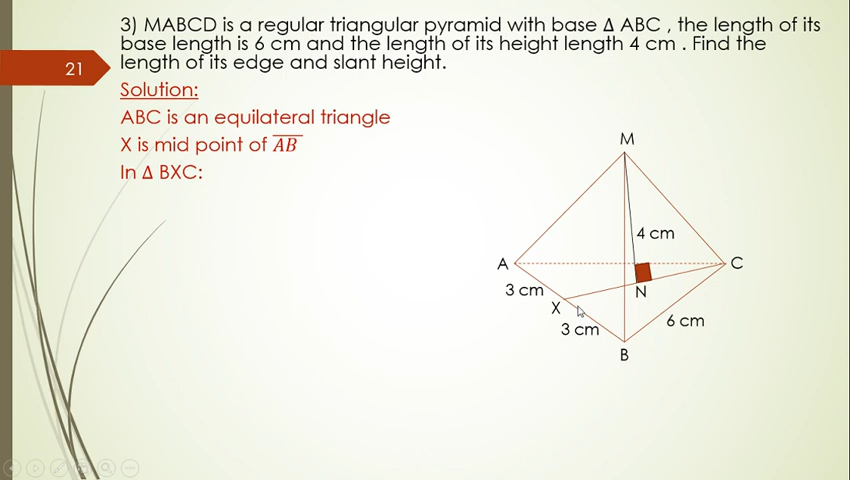 3) MABCD is a regular triangular pyramid with base Δ ABC , the length of its
base length is 6 cm and the length of its height length 4 cm . Find the
length of its edge and slant height.
21
Solution:
ABC is an equilateral triangle
X is mid point of A̅B̅
In Δ BXC:
M
4 cm
A
C
3 cm
N
X
3 cm
6 cm
B